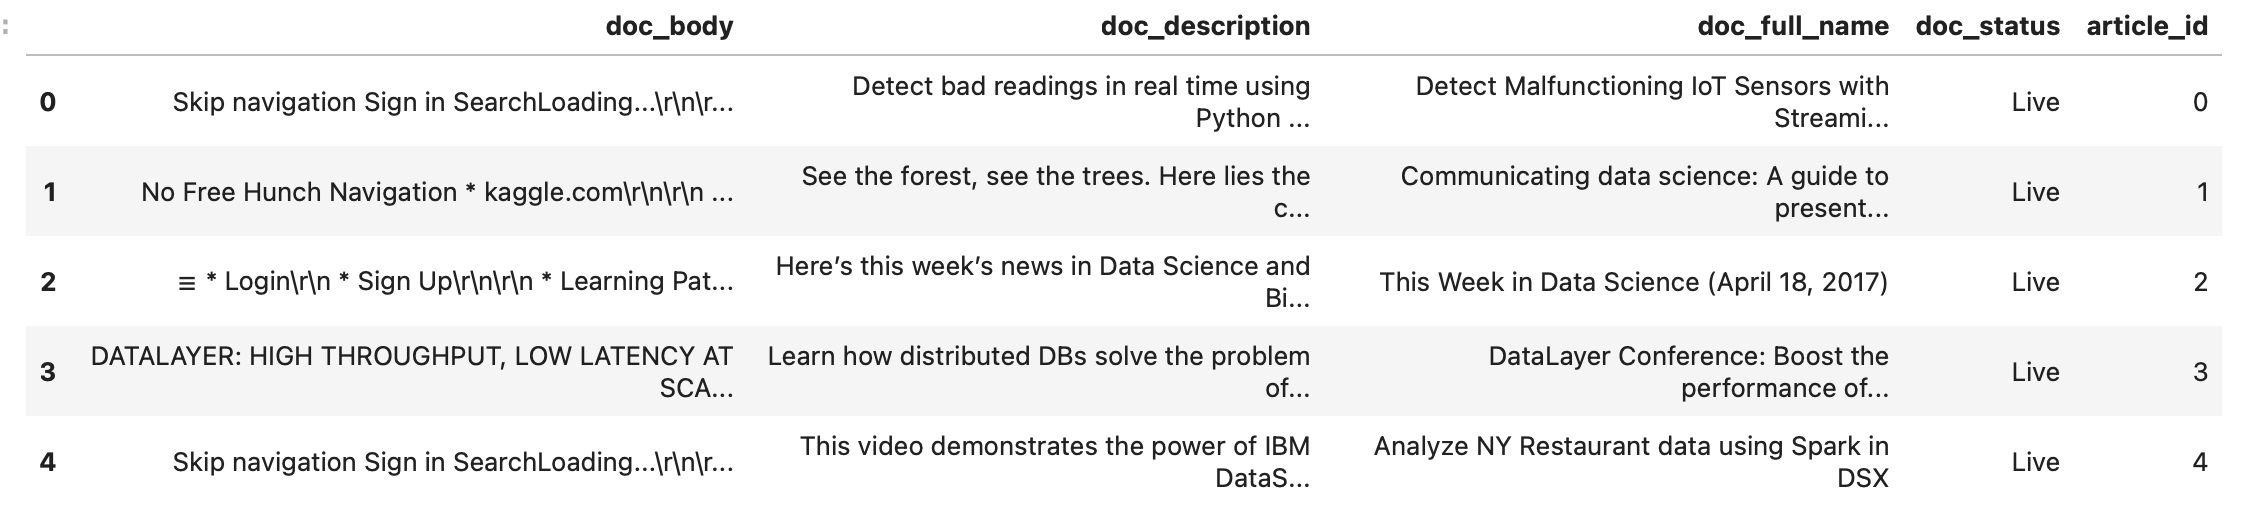 : doc_body doc_description doc_full_name doc_status article_id
0 Skip navigation Sign in SearchLoading...\r\n\r... Detect bad readings in real time using Python ... Detect Malfunctioning IoT Sensors with Streami... Live 0
1 No Free Hunch Navigation * kaggle.com\r\n\r\n ... See the forest, see the trees. Here lies the c... Communicating data science: A guide to present... Live 1
2 ≡ * Login\r\n * Sign Up\r\n\r\n * Learning Pat... Here’s this week’s news in Data Science and Bi... This Week in Data Science (April 18, 2017) Live 2
3 DATALAYER: HIGH THROUGHPUT, LOW LATENCY AT SCA... Learn how distributed DBs solve the problem of... DataLayer Conference: Boost the performance of... Live 3
4 Skip navigation Sign in SearchLoading...\r\n\r... This video demonstrates the power of IBM DataS... Analyze NY Restaurant data using Spark in DSX Live 4